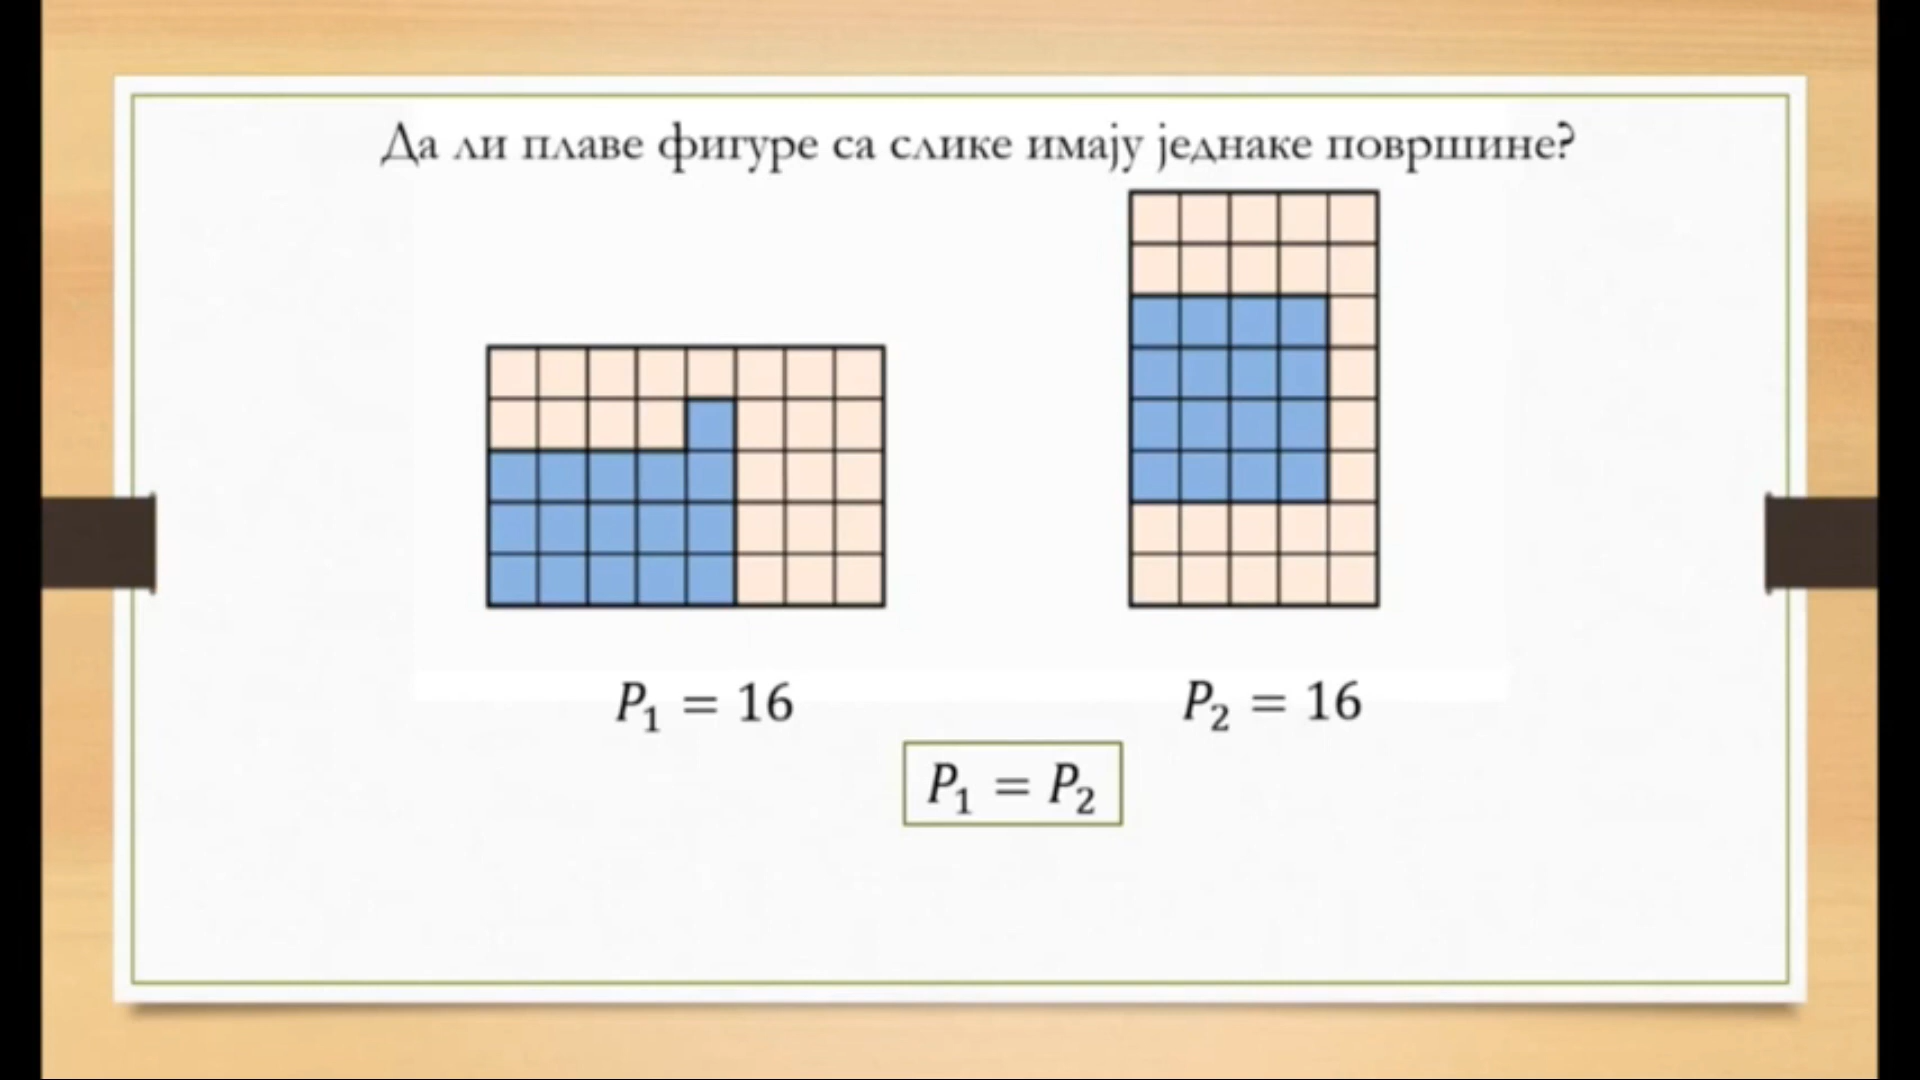 Да ли плаве фигуре са слике имају једнаке површине?
P₁ = 16
P₂ = 16
P₁ = P₂